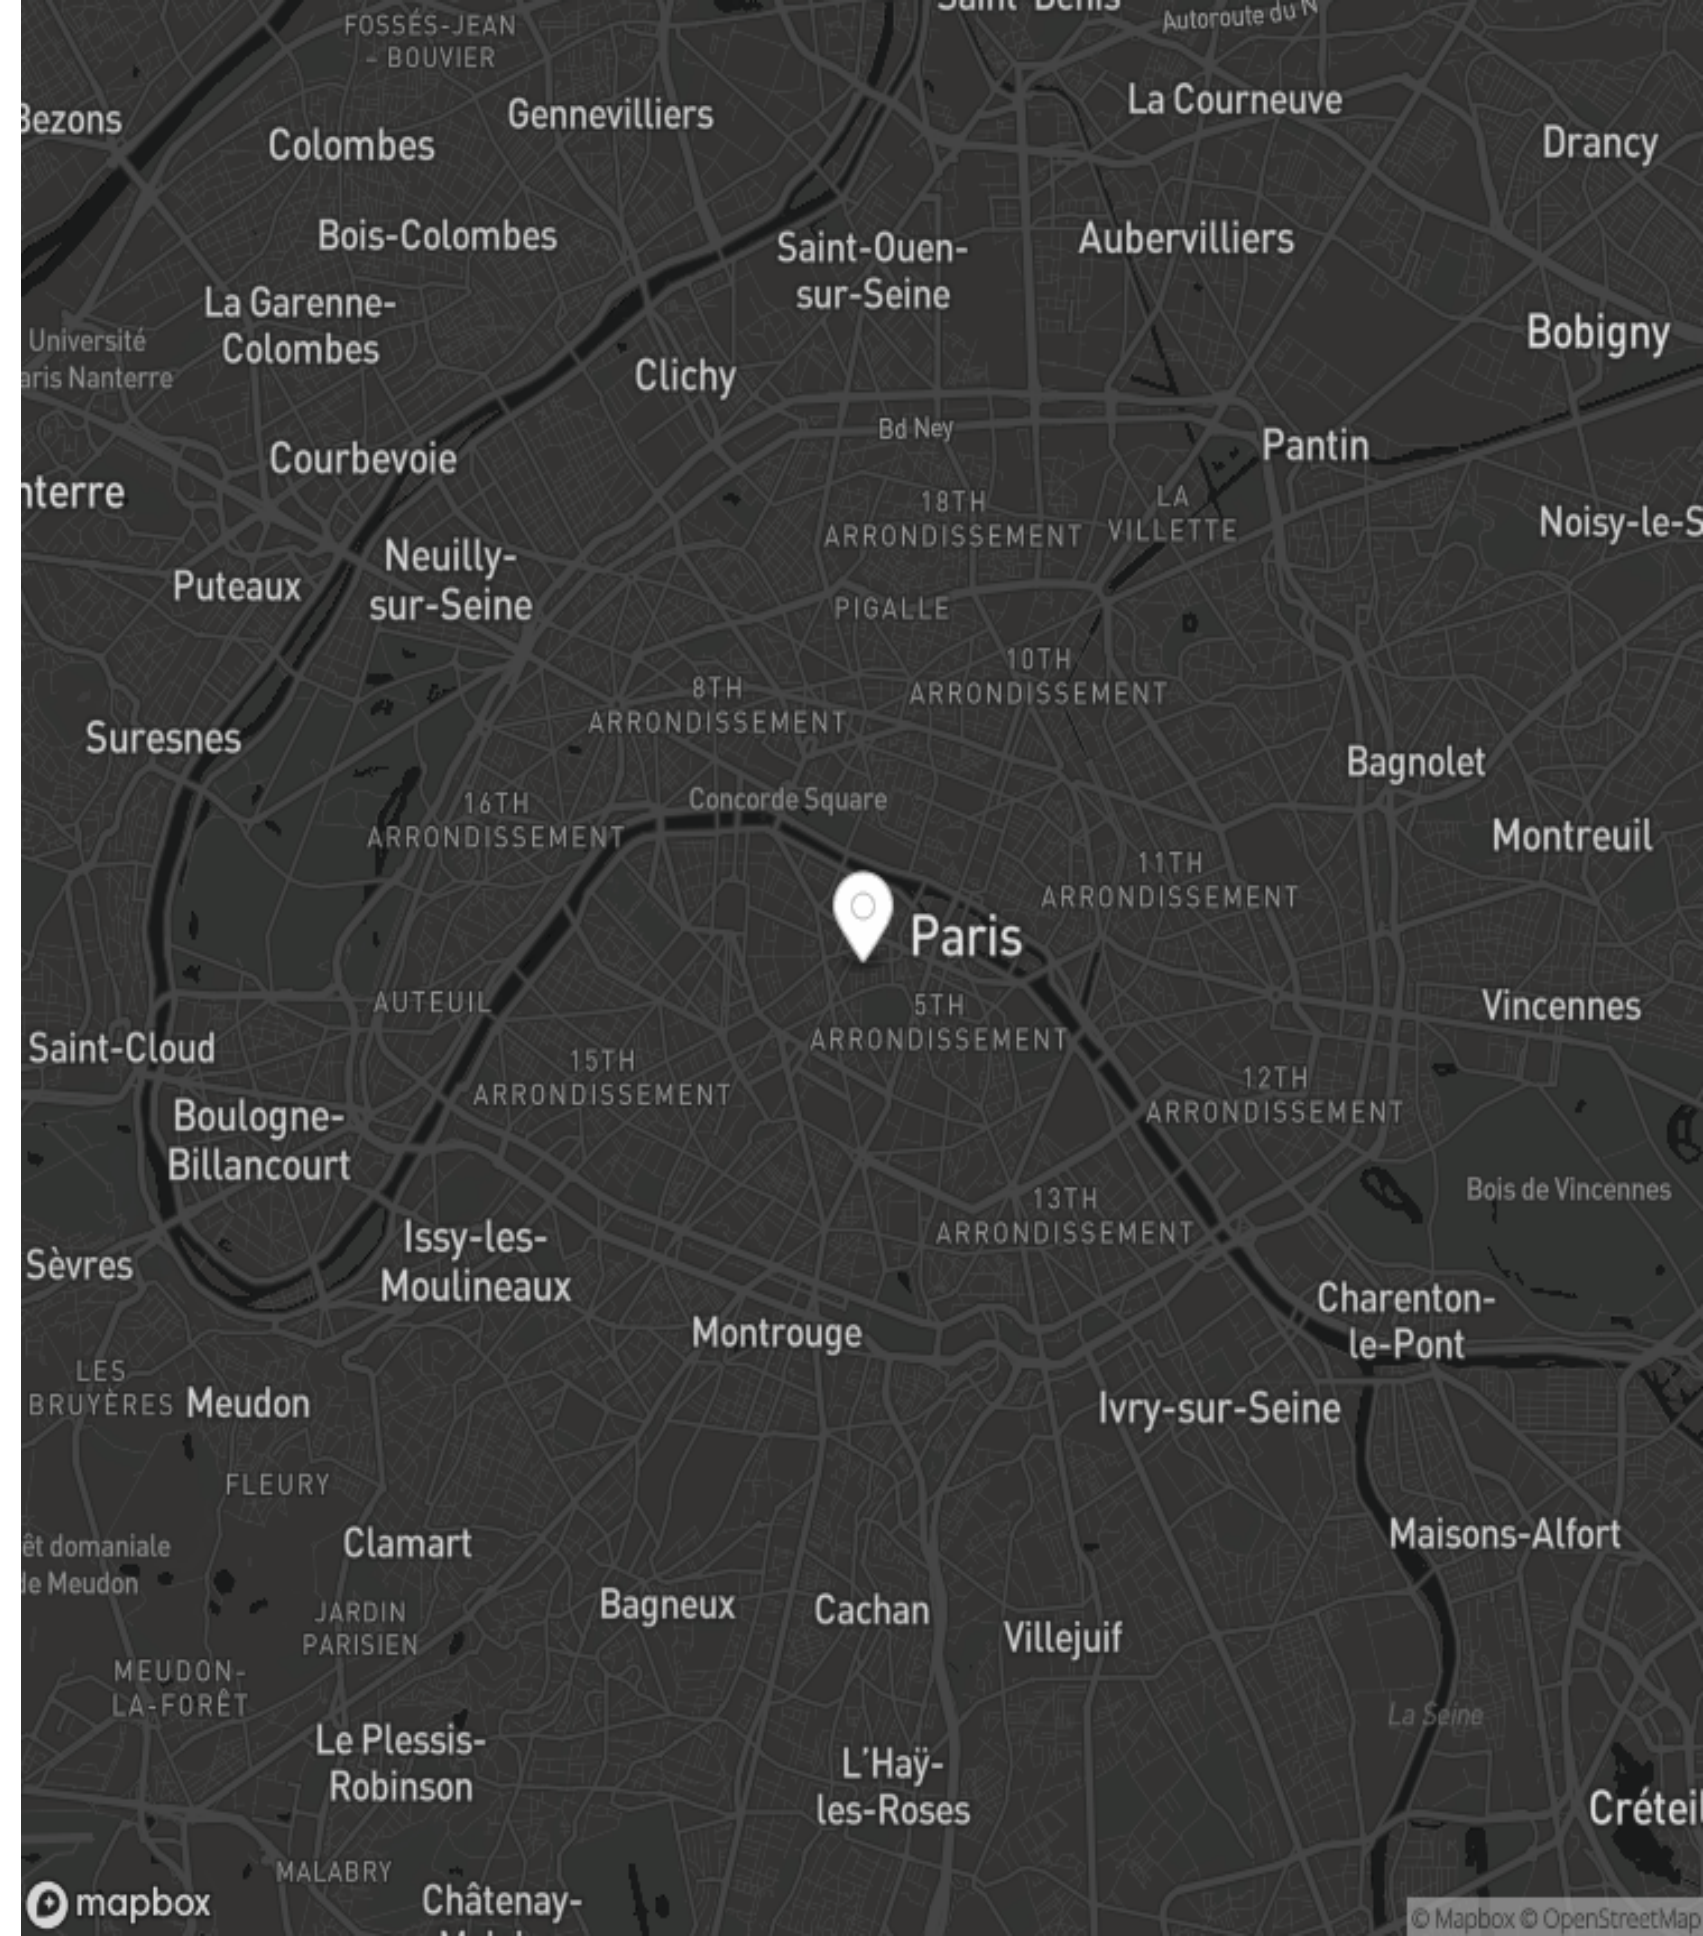 Saint-Denis
Autoroute du N
FOSSÉS-JEAN
- BOUVIER
Bezons
Colombes
Gennevilliers
La Courneuve
Drancy
Bois-Colombes
Saint-Ouen-
sur-Seine
Aubervilliers
La Garenne-
Colombes
Université
aris Nanterre
Bobigny
Clichy
Courbevoie
Bd Ney
Pantin
nterre
18TH
ARRONDISSEMENT
LA
VILLETTE
Noisy-le-S
Neuilly-
sur-Seine
Puteaux
PIGALLE
10TH
ARRONDISSEMENT
8TH
ARRONDISSEMENT
Suresnes
Bagnolet
16TH
ARRONDISSEMENT
Concorde Square
Montreuil
11TH
ARRONDISSEMENT
Paris
AUTEUIL
5TH
ARRONDISSEMENT
Vincennes
Saint-Cloud
15TH
ARRONDISSEMENT
12TH
ARRONDISSEMENT
Boulogne-
Billancourt
Bois de Vincennes
13TH
ARRONDISSEMENT
Sèvres
Issy-les-
Moulineaux
Charenton-
le-Pont
Montrouge
LES
BRUYÈRES
Meudon
Ivry-sur-Seine
FLEURY
Clamart
Maisons-Alfort
êt domaniale
de Meudon
JARDIN
PARISIEN
Bagneux
Cachan
Villejuif
MEUDON-
LA-FORÊT
La Seine
Le Plessis-
Robinson
L'Haÿ-
les-Roses
Créteil
MALABRY
Châtenay-
mapbox
© Mapbox © OpenStreetMap